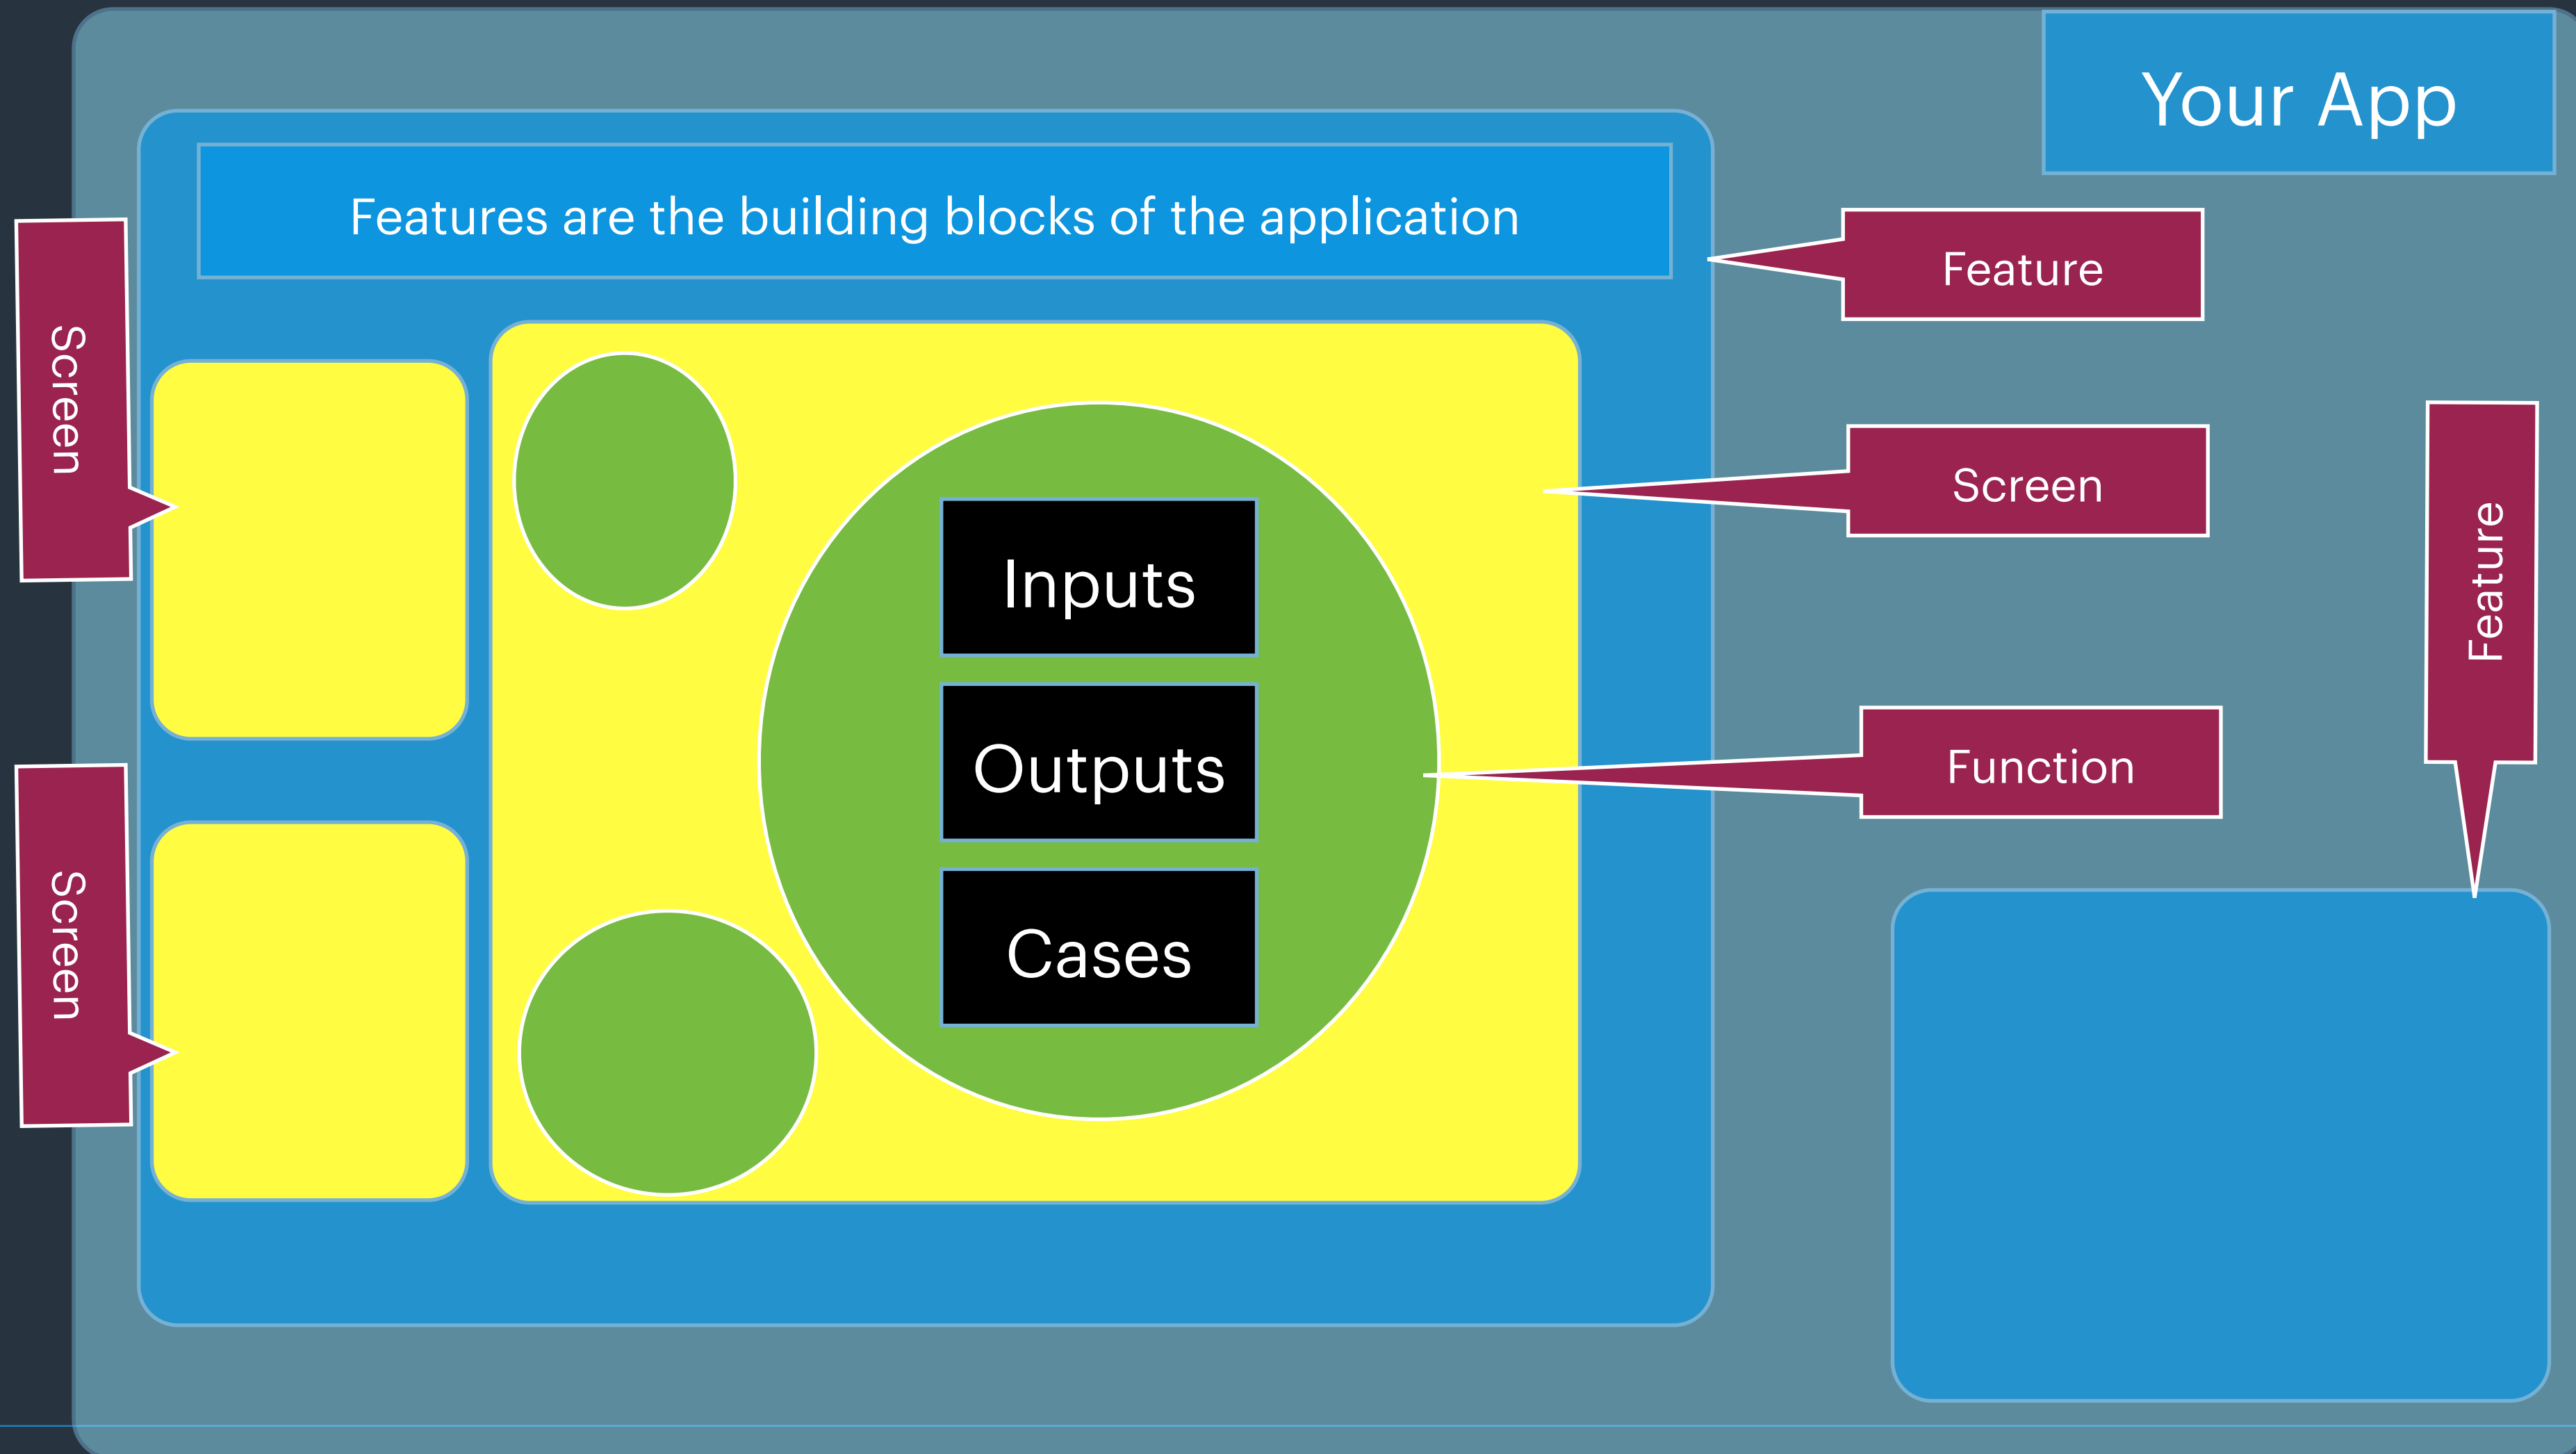 Your App
Features are the building blocks of the application
Feature
Screen
Screen
Feature
Inputs
Outputs
Function
Cases
Screen